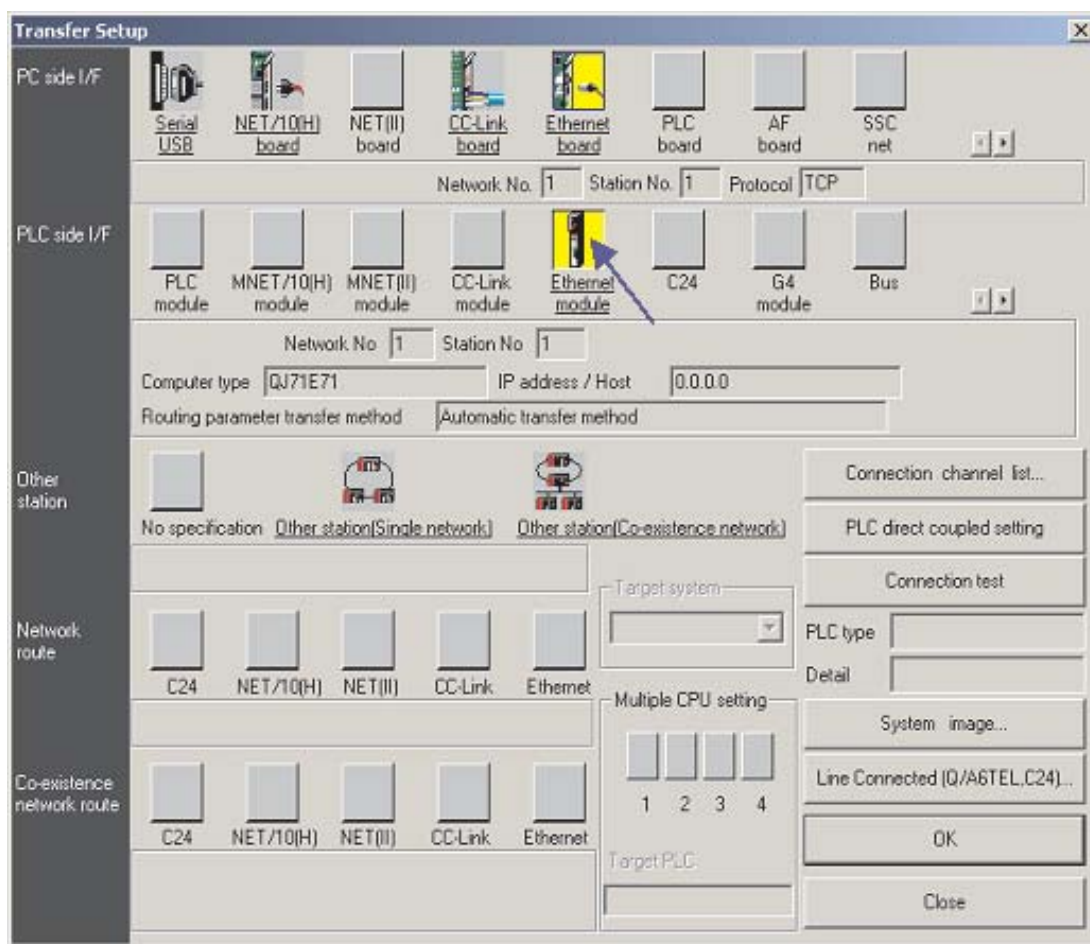 Transfer Setup
PC side I/F
Serial
USB
NET/10(H)
board
NET(II)
board
CC-Link
board
Ethernet
board
PLC
board
AF
board
SSC
net
Network No. 1 Station No. 1 Protocol TCP
PLC side I/F
PLC
module
MNET/10(H)
module
MNET(II)
module
CC-Link
module
Ethernet
module
C24
G4
module
Bus
Network No 1 Station No 1
Computer type QJ71E71 IP address / Host 0.0.0.0
Routing parameter transfer method Automatic transfer method
Other
station
No specification
Other station(Single network)
Other station(Co-existence network)
Connection channel list...
PLC direct coupled setting
Connection test
PLC type
Detail
System image...
Line Connected (Q/A6TEL,C24)...
OK
Close
Target system
Network
route
C24 NET/10(H) NET(II) CC-Link Ethernet
Multiple CPU setting
1 2 3 4
Target PLC
Co-existence
network route
C24 NET/10(H) NET(II) CC-Link Ethernet